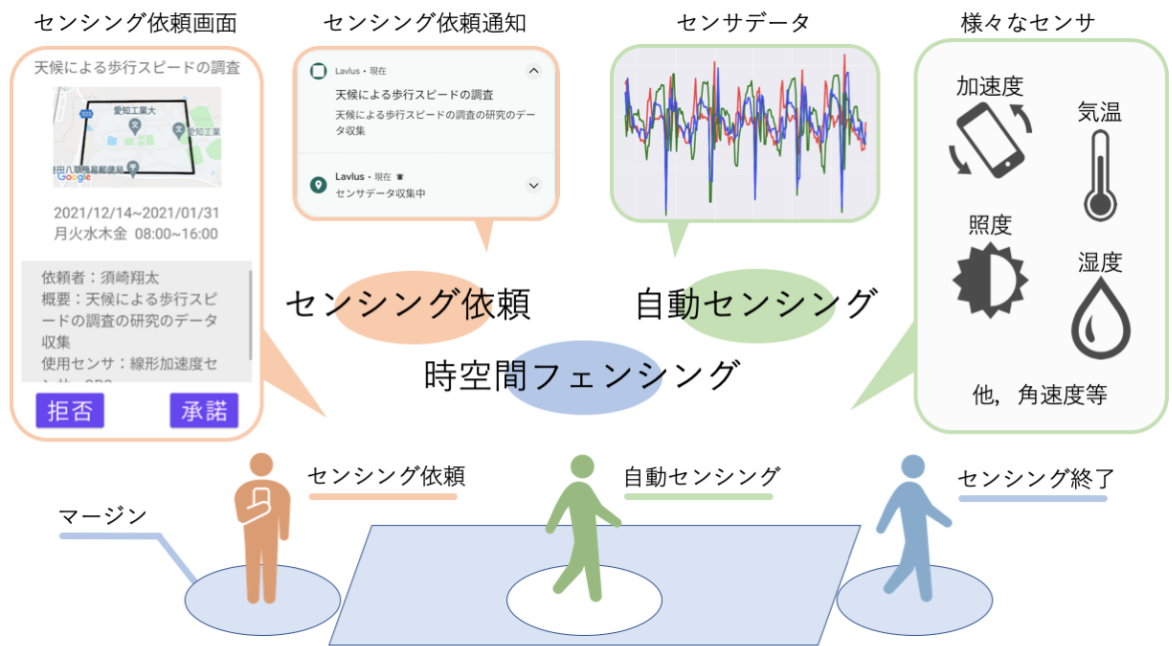 センシング依頼画面
天候による歩行スピードの調査
愛知工業大
愛知工業
田八草簡易郵便局
Google
2021/12/14~2021/01/31
月火水木金 08:00~16:00
依頼者：須崎翔太
概要：天候による歩行スピ
ードの調査の研究のデータ
収集
使用センサ：線形加速度セ
拒否
承諾
センシング依頼通知
Lavlus・現在
天候による歩行スピードの調査
天候による歩行スピードの調査の研究のデー
タ収集
Lavlus・現在
センサデータ収集中
センサデータ
様々なセンサ
加速度
気温
照度
湿度
他，角速度等
センシング依頼
自動センシング
時空間フェンシング
マージン
センシング依頼
自動センシング
センシング終了